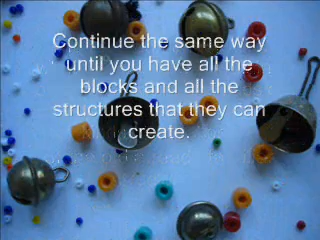 Continue the same way
until you have all the
blocks and all the
structures that they can
create.